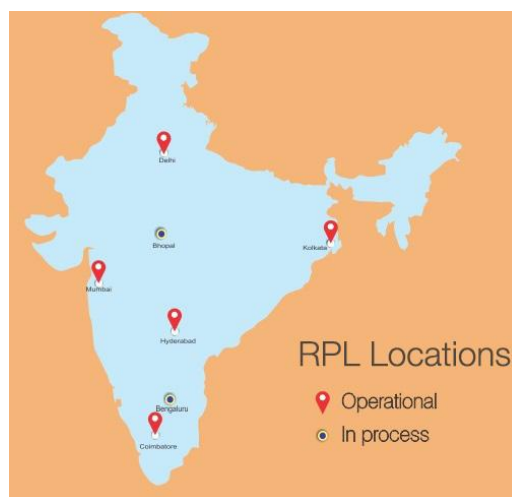 Delhi
Bhopal
Kolkata
Mumbai
Hyderabad
RPL Locations
Operational
Bengaluru
In process
Coimbatore